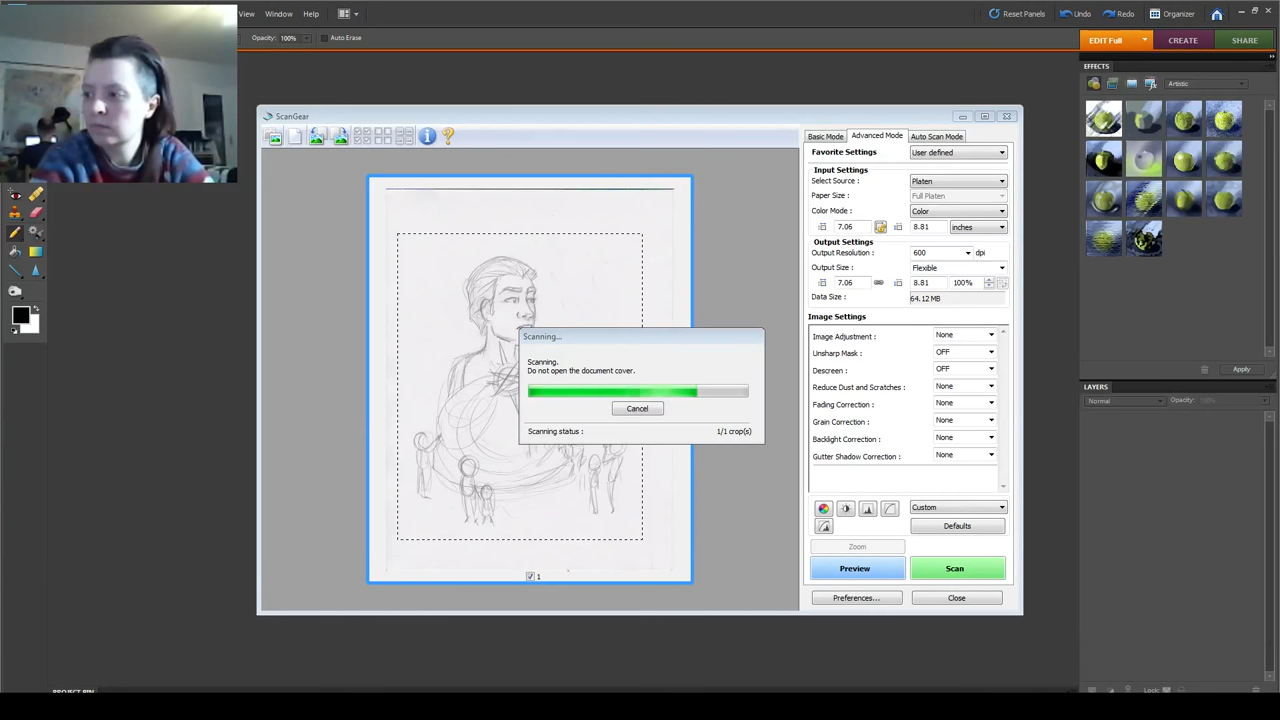 View Window Help Reset Panels Undo Redo Organizer
Opacity: 100% Auto Erase EDIT Full CREATE SHARE
EFFECTS
Artistic
ScanGear
Basic Mode Advanced Mode Auto Scan Mode
Favorite Settings User defined
Input Settings
Select Source : Platen
Paper Size : Full Platen
Color Mode : Color
7.06 8.81 inches
Output Settings
Output Resolution : 600 dpi
Output Size : Flexible
7.06 8.81 100%
Data Size : 64.12 MB
Image Settings
Image Adjustment : None
Unsharp Mask : OFF
Descreen : OFF
Reduce Dust and Scratches : None
Fading Correction : None
Grain Correction : None
Backlight Correction : None
Gutter Shadow Correction : None
Custom
Defaults
Zoom
Preview Scan
Preferences... Close
Scanning...
Scanning.
Do not open the document cover.
Cancel
Scanning status : 1/1 crop(s)
1
Apply
LAYERS
Normal Opacity: 100%
Lock:
PROJECT BIN